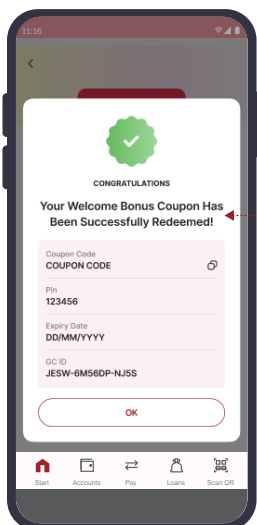 11:16
CONGRATULATIONS
Your Welcome Bonus Coupon Has
Been Successfully Redeemed!
Coupon Code
COUPON CODE
Pin
123456
Expiry Date
DD/MM/YYYY
GC ID
JESW-6M56DP-NJ5S
OK
Start Accounts Pay Loans Scan QR